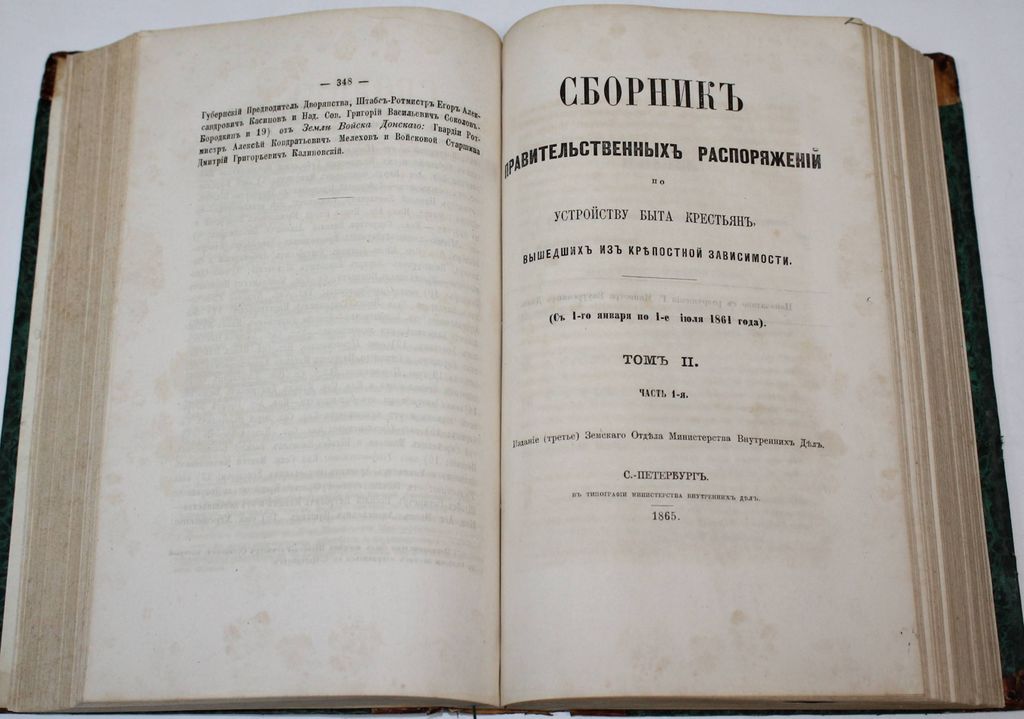 — 348 —
Губернскій Предводитель Дворянства, Штабсъ-Ротмистръ Егоръ Алек-
сандровичъ Касиновъ и Над. Сов. Григорій Васильевичъ Соколовъ-
Бородкинъ и 19) отъ Земли Войска Донскаго: Гвардіи Рот-
мистръ Алексѣй Кондратьевичъ Мелеховъ и Войсковой Старшина
Дмитрій Григорьевичъ Калиновскій.
СБОРНИКЪ
ПРАВИТЕЛЬСТВЕННЫХЪ РАСПОРЯЖЕНІЙ
по
УСТРОЙСТВУ БЫТА КРЕСТЬЯНЪ,
ВЫШЕДШИХЪ ИЗЪ КРѢПОСТНОЙ ЗАВИСИМОСТИ.
(Съ 1-го января по 1-е іюля 1861 года).
ТОМЪ II.
ЧАСТЬ 1-я.
Изданіе (третье) Земскаго Отдѣла Министерства Внутреннихъ Дѣлъ.
С.-ПЕТЕРБУРГЪ.
ВЪ ТИПОГРАФІИ МИНИСТЕРСТВА ВНУТРЕННИХЪ ДѢЛЪ.
1865.